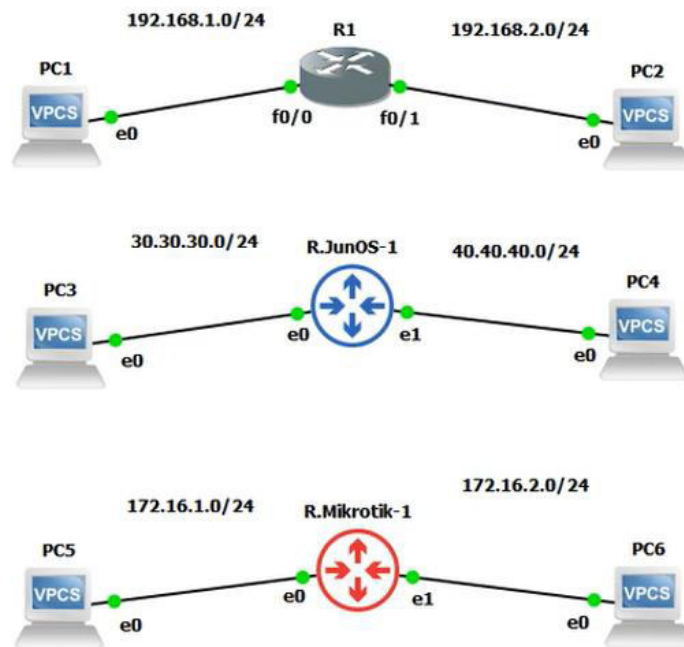 192.168.1.0/24
R1
192.168.2.0/24
PC1
PC2
VPCS
VPCS
e0
f0/0
f0/1
e0
30.30.30.0/24
R.JunOS-1
40.40.40.0/24
PC3
PC4
VPCS
VPCS
e0
e0
e1
e0
172.16.1.0/24
R.Mikrotik-1
172.16.2.0/24
PC5
PC6
VPCS
VPCS
e0
e0
e1
e0